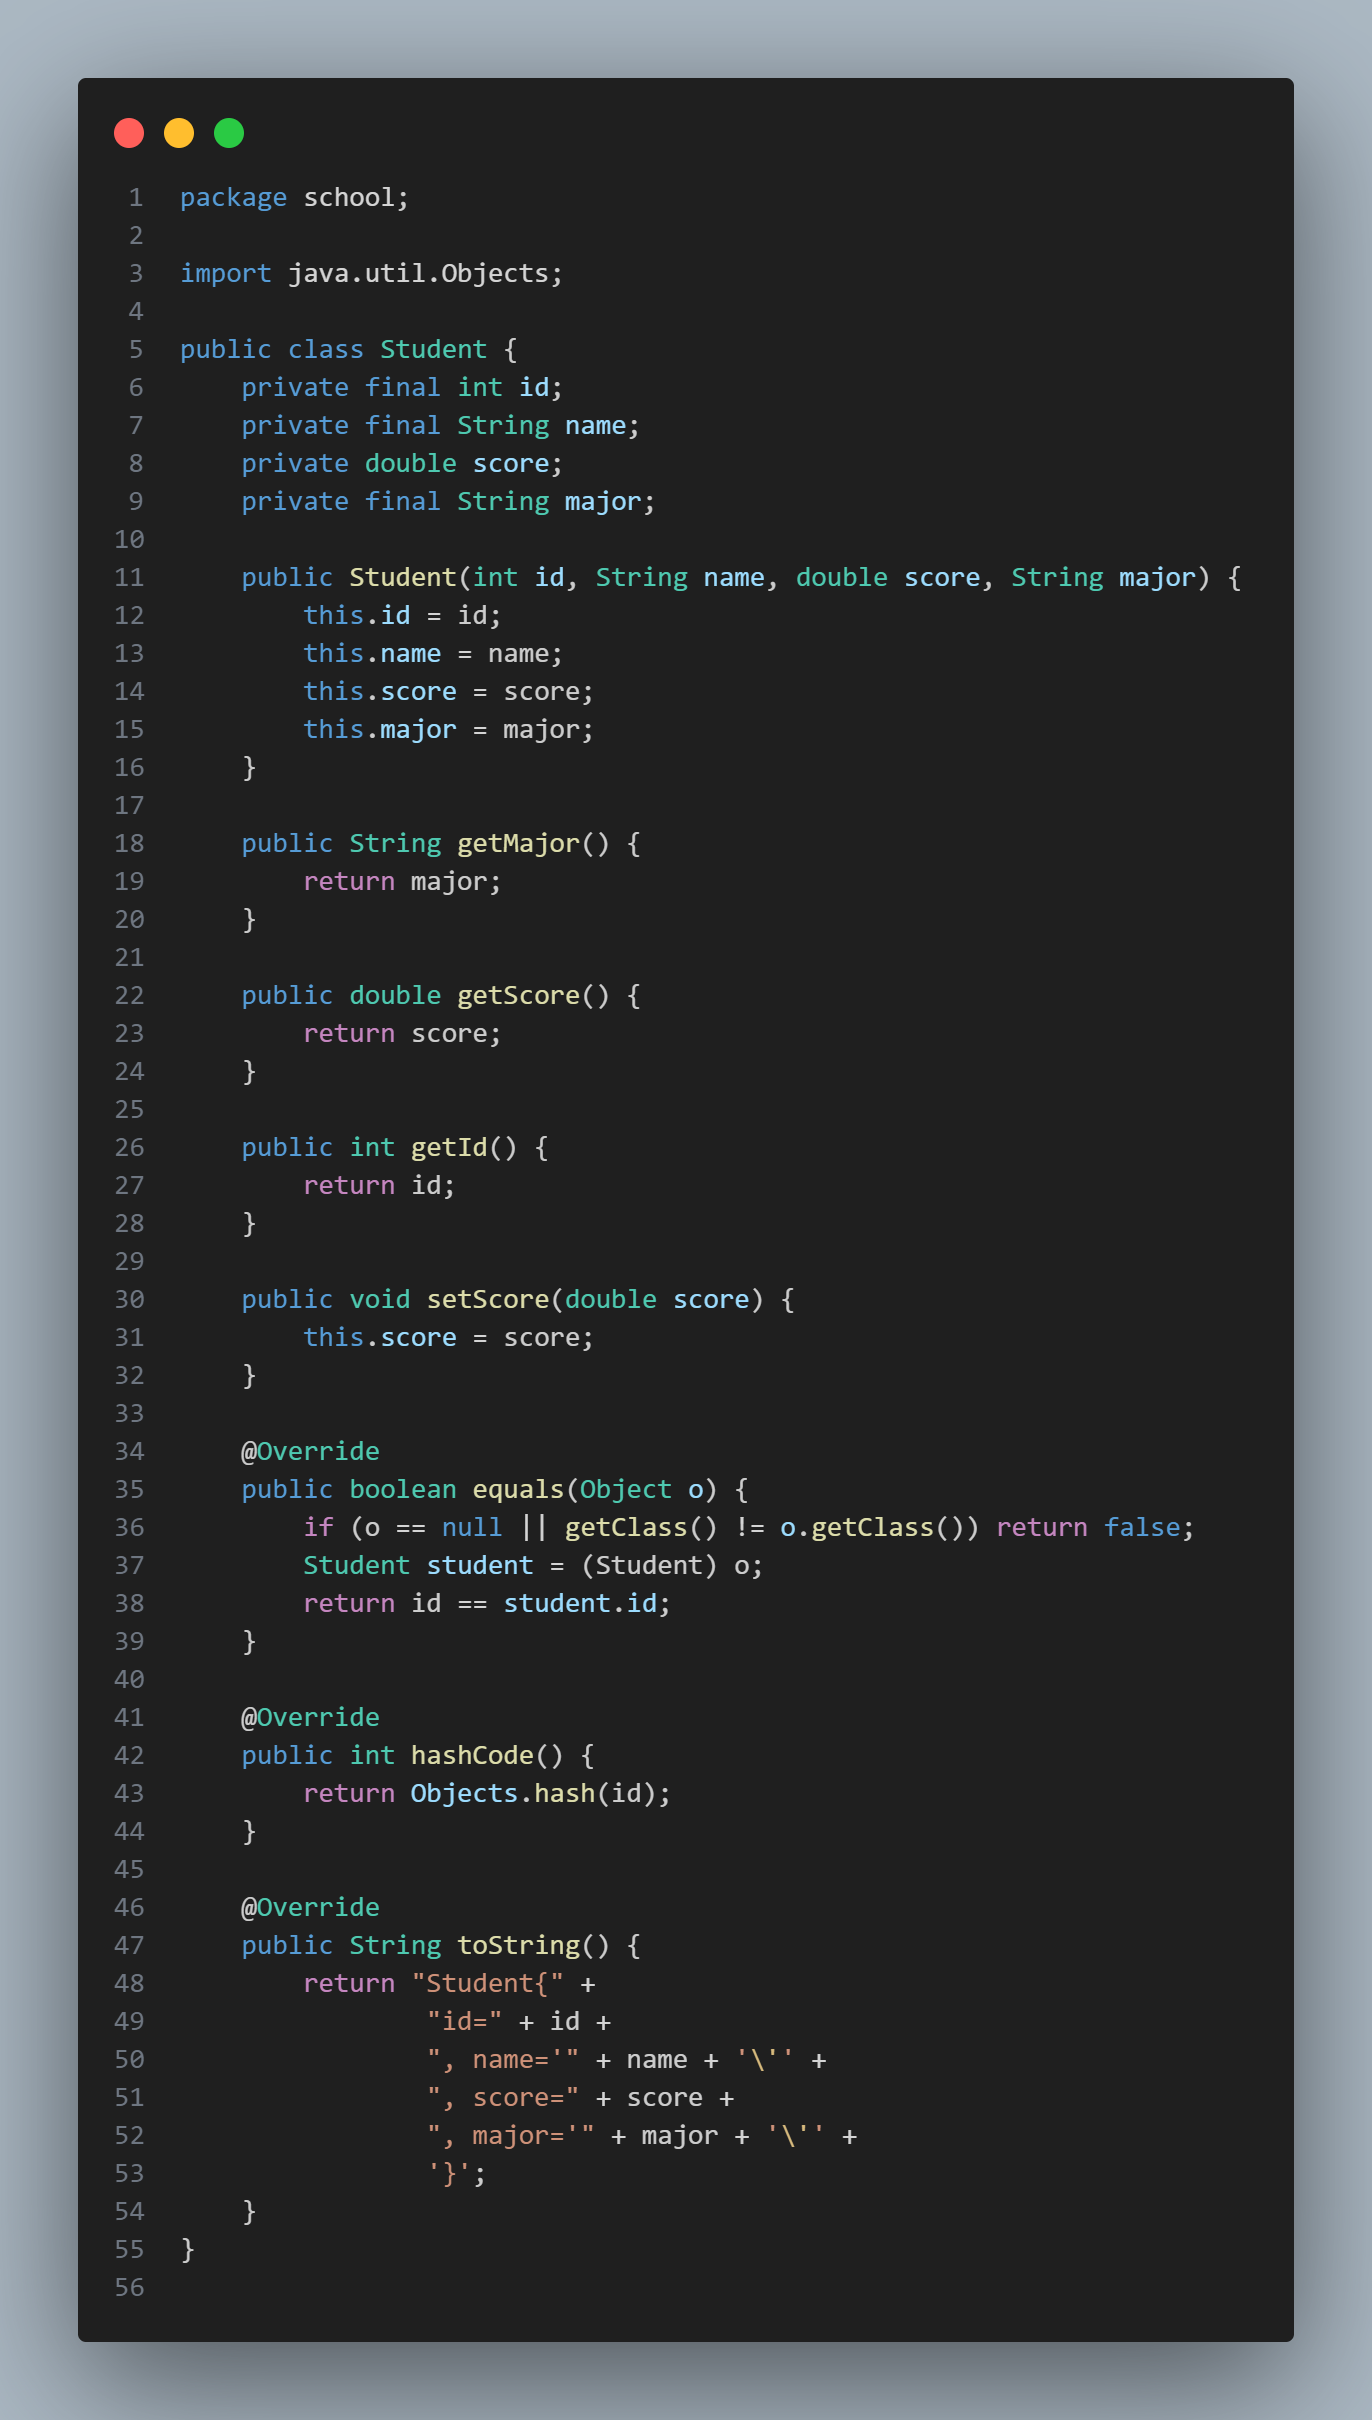 1 package school;
2
3 import java.util.Objects;
4
5 public class Student {
6     private final int id;
7     private final String name;
8     private double score;
9     private final String major;
10
11     public Student(int id, String name, double score, String major) {
12         this.id = id;
13         this.name = name;
14         this.score = score;
15         this.major = major;
16     }
17
18     public String getMajor() {
19         return major;
20     }
21
22     public double getScore() {
23         return score;
24     }
25
26     public int getId() {
27         return id;
28     }
29
30     public void setScore(double score) {
31         this.score = score;
32     }
33
34     @Override
35     public boolean equals(Object o) {
36         if (o == null || getClass() != o.getClass()) return false;
37         Student student = (Student) o;
38         return id == student.id;
39     }
40
41     @Override
42     public int hashCode() {
43         return Objects.hash(id);
44     }
45
46     @Override
47     public String toString() {
48         return "Student{" +
49                 "id=" + id +
50                 ", name='" + name + '\'' +
51                 ", score=" + score +
52                 ", major='" + major + '\'' +
53                 '}';
54     }
55 }
56